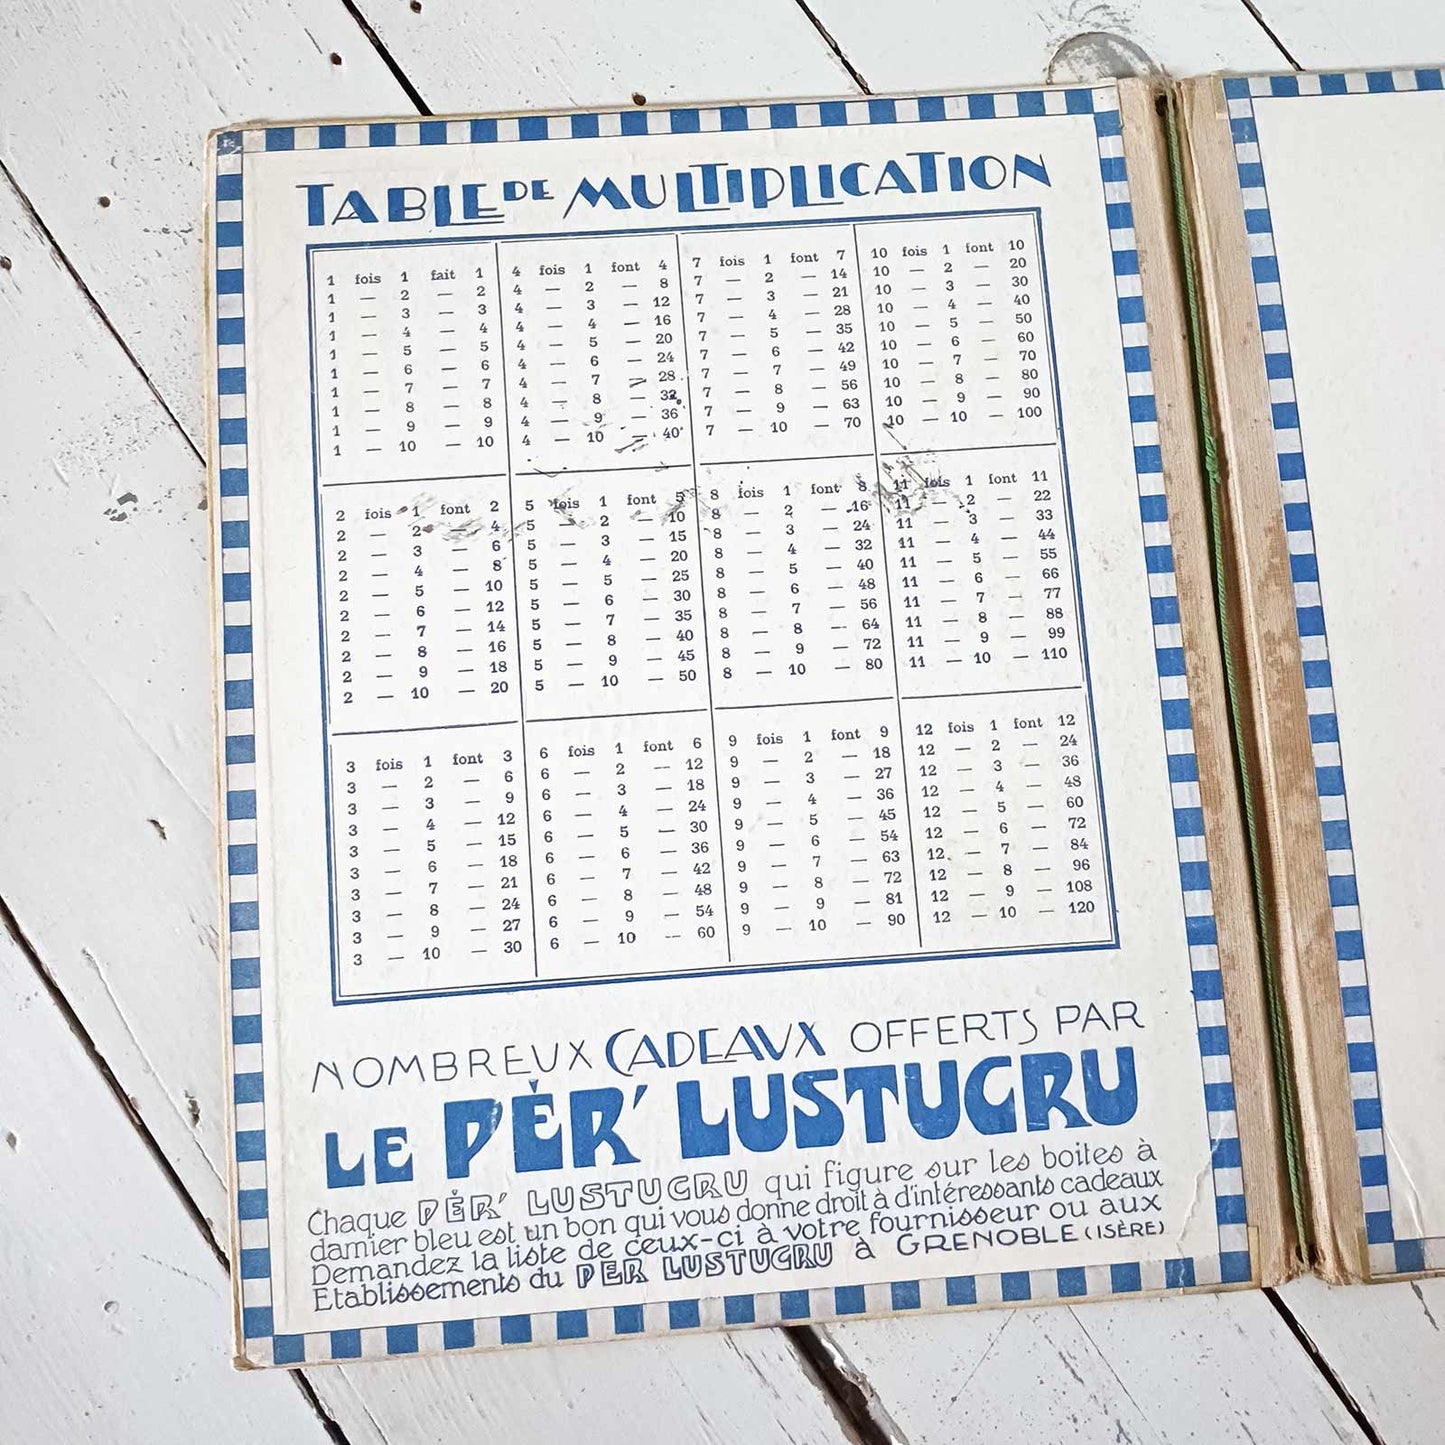 TABLE DE MULTIPLICATION
1 fois 1 fait 1
1 — 2 — 2
1 — 3 — 3
1 — 4 — 4
1 — 5 — 5
1 — 6 — 6
1 — 7 — 7
1 — 8 — 8
1 — 9 — 9
1 — 10 — 10
4 fois 1 font 4
4 — 2 — 8
4 — 3 — 12
4 — 4 — 16
4 — 5 — 20
4 — 6 — 24
4 — 7 — 28
4 — 8 — 32
4 — 9 — 36
4 — 10 — 40
7 fois 1 font 7
7 — 2 — 14
7 — 3 — 21
7 — 4 — 28
7 — 5 — 35
7 — 6 — 42
7 — 7 — 49
7 — 8 — 56
7 — 9 — 63
7 — 10 — 70
10 fois 1 font 10
10 — 2 — 20
10 — 3 — 30
10 — 4 — 40
10 — 5 — 50
10 — 6 — 60
10 — 7 — 70
10 — 8 — 80
10 — 9 — 90
10 — 10 — 100
2 fois 1 font 2
2 — 2 — 4
2 — 3 — 6
2 — 4 — 8
2 — 5 — 10
2 — 6 — 12
2 — 7 — 14
2 — 8 — 16
2 — 9 — 18
2 — 10 — 20
5 fois 1 font 5
5 — 2 — 10
5 — 3 — 15
5 — 4 — 20
5 — 5 — 25
5 — 6 — 30
5 — 7 — 35
5 — 8 — 40
5 — 9 — 45
5 — 10 — 50
8 fois 1 font 8
8 — 2 — 16
8 — 3 — 24
8 — 4 — 32
8 — 5 — 40
8 — 6 — 48
8 — 7 — 56
8 — 8 — 64
8 — 9 — 72
8 — 10 — 80
11 fois 1 font 11
11 — 2 — 22
11 — 3 — 33
11 — 4 — 44
11 — 5 — 55
11 — 6 — 66
11 — 7 — 77
11 — 8 — 88
11 — 9 — 99
11 — 10 — 110
3 fois 1 font 3
3 — 2 — 6
3 — 3 — 9
3 — 4 — 12
3 — 5 — 15
3 — 6 — 18
3 — 7 — 21
3 — 8 — 24
3 — 9 — 27
3 — 10 — 30
6 fois 1 font 6
6 — 2 — 12
6 — 3 — 18
6 — 4 — 24
6 — 5 — 30
6 — 6 — 36
6 — 7 — 42
6 — 8 — 48
6 — 9 — 54
6 — 10 — 60
9 fois 1 font 9
9 — 2 — 18
9 — 3 — 27
9 — 4 — 36
9 — 5 — 45
9 — 6 — 54
9 — 7 — 63
9 — 8 — 72
9 — 9 — 81
9 — 10 — 90
12 fois 1 font 12
12 — 2 — 24
12 — 3 — 36
12 — 4 — 48
12 — 5 — 60
12 — 6 — 72
12 — 7 — 84
12 — 8 — 96
12 — 9 — 108
12 — 10 — 120
NOMBREUX CADEAUX OFFERTS PAR
LE PÈR' LUSTUCRU
Chaque PÈR' LUSTUCRU qui figure sur les boites à
damier bleu est un bon qui vous donne droit à d'intéressants cadeaux
Demandez la liste de ceux-ci à votre fournisseur ou aux
Etablissements du PER LUSTUCRU à GRENOBLE (ISÈRE)